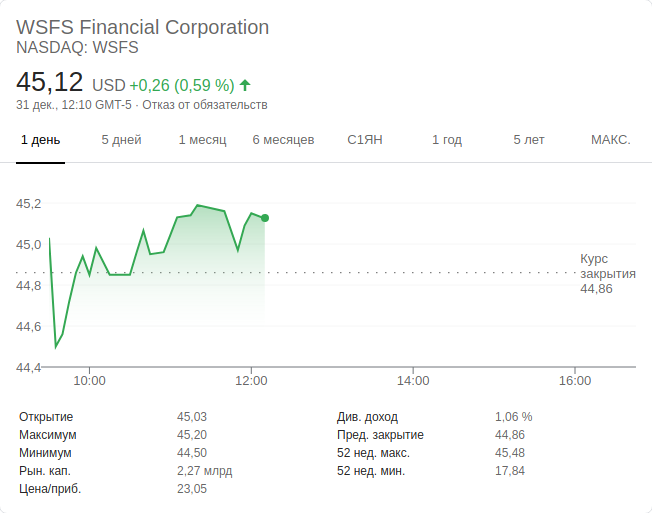 WSFS Financial Corporation
NASDAQ: WSFS
45,12 USD +0,26 (0,59 %)
31 дек., 12:10 GMT-5 · Отказ от обязательств
1 день 5 дней 1 месяц 6 месяцев С1ЯН 1 год 5 лет МАКС.
45,2
45,0
44,8
44,6
44,4
Курс
закрытия
44,86
10:00 12:00 14:00 16:00
Открытие 45,03 Див. доход 1,06 %
Максимум 45,20 Пред. закрытие 44,86
Минимум 44,50 52 нед. макс. 45,48
Рын. кап. 2,27 млрд 52 нед. мин. 17,84
Цена/приб. 23,05